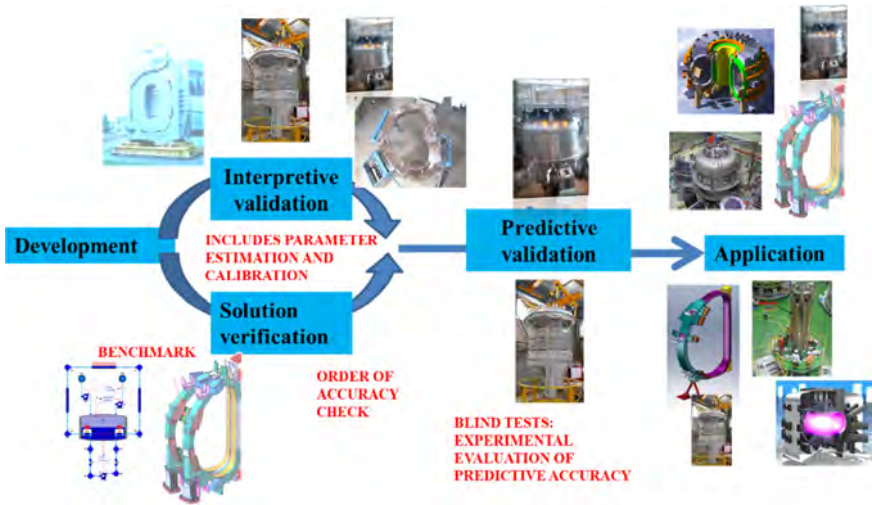 Interpretive
validation
Development
INCLUDES PARAMETER
ESTIMATION AND
CALIBRATION
Predictive
validation
Application
Solution
verification
BENCHMARK
ORDER OF
ACCURACY
CHECK
BLIND TESTS:
EXPERIMENTAL
EVALUATION OF
PREDICTIVE ACCURACY